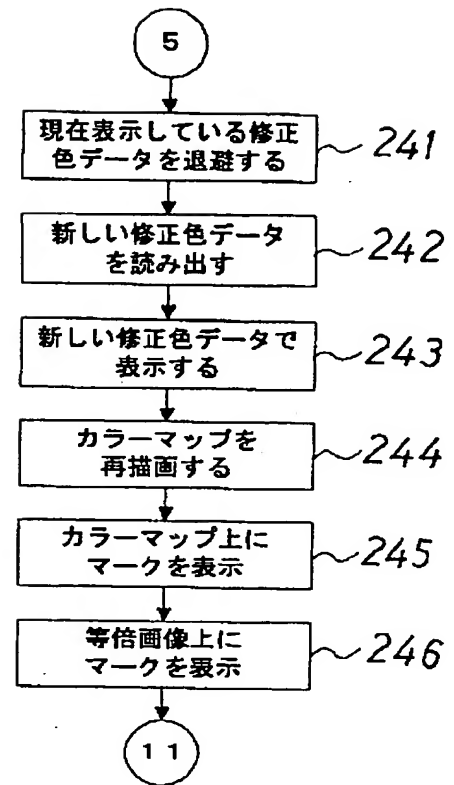 5
現在表示している修正
色データを退避する
241
新しい修正色データ
を読み出す
242
新しい修正色データで
表示する
243
カラーマップを
再描画する
244
カラーマップ上に
マークを表示
245
等倍画像上に
マークを表示
246
11